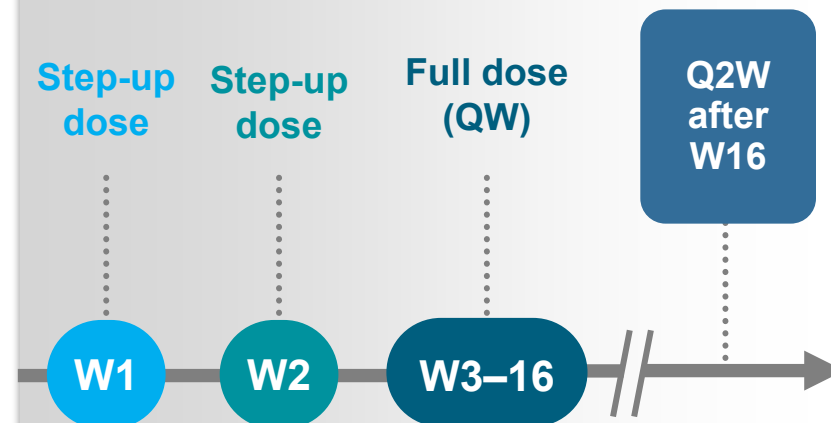 Step-up
dose
Step-up
dose
Full dose
(QW)
Q2W
after
W16
W1
W2
W3–16